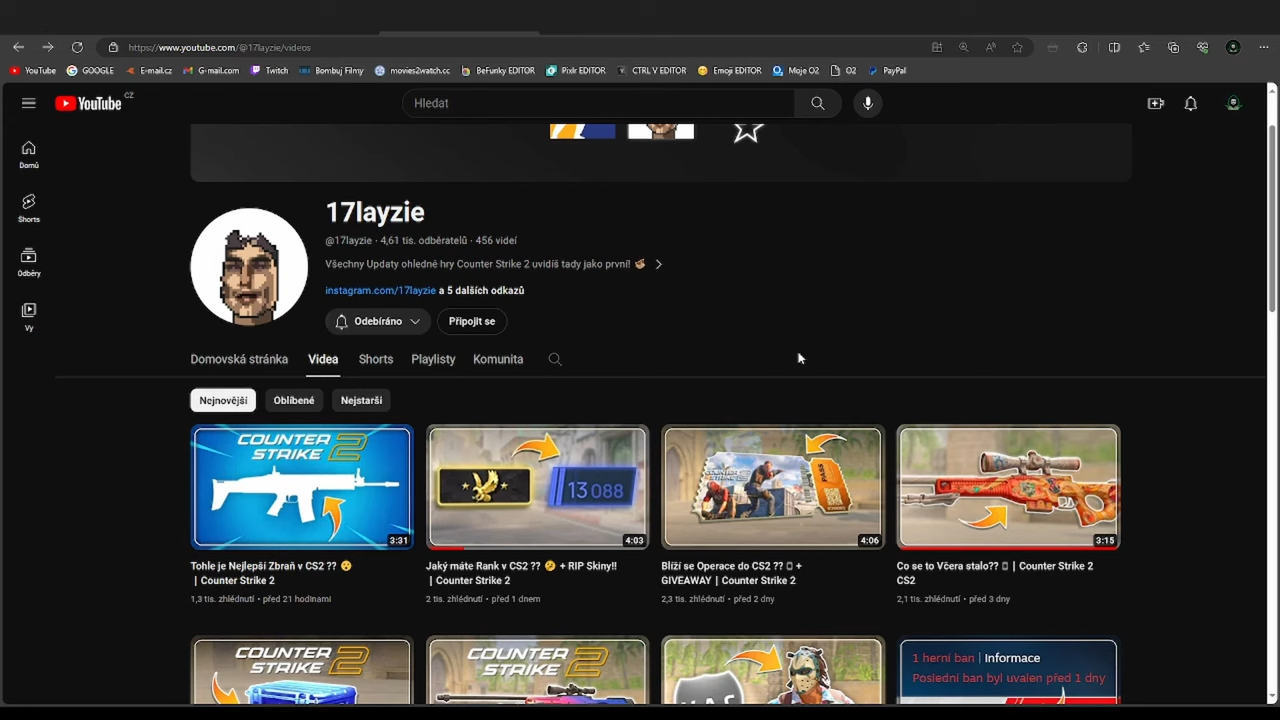 https://www.youtube.com/@17layzie/videos
YouTube GOOGLE E-mail.cz G-mail.com Twitch Bombuj Filmy movies2watch.cc BeFunky EDITOR Pixlr EDITOR CTRL V EDITOR Emoji EDITOR Moje O2 O2 PayPal
YouTube CZ
Hledat
Domů
Shorts
Odběry
Vy
17layzie
@17layzie · 4,61 tis. odběratelů · 456 videí
Všechny Updaty ohledně hry Counter Strike 2 uvidíš tady jako první!
instagram.com/17layzie a 5 dalších odkazů
Odebíráno Připojit se
Domovská stránka Videa Shorts Playlisty Komunita
Nejnovější Oblíbené Nejstarší
COUNTER
STRIKE 2
3:31
13 088
4:03
PASS
4:06
3:15
Tohle je Nejlepší Zbraň v CS2 ?? 😯
| Counter Strike 2
1,3 tis. zhlédnutí • před 21 hodinami
Jaký máte Rank v CS2 ?? 🤔 + RIP Skiny!!
| Counter Strike 2
2 tis. zhlédnutí • před 1 dnem
Blíží se Operace do CS2 ?? +
GIVEAWAY | Counter Strike 2
2,3 tis. zhlédnutí • před 2 dny
Co se to Včera stalo?? | Counter Strike 2
CS2
2,1 tis. zhlédnutí • před 3 dny
COUNTER
STRIKE 2
COUNTER
STRIKE 2
1 herní ban | Informace
Poslední ban byl uvalen před 1 dny